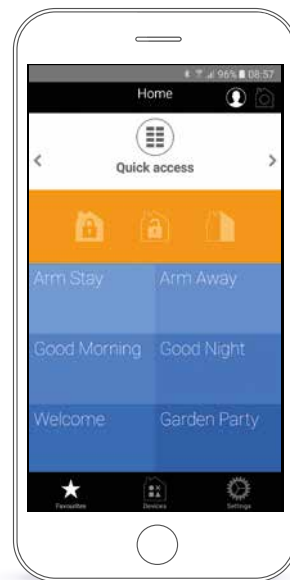 96% 08:57
Home
Quick access
Arm Stay Arm Away
Good Morning Good Night
Welcome Garden Party
Favourites Devices Settings